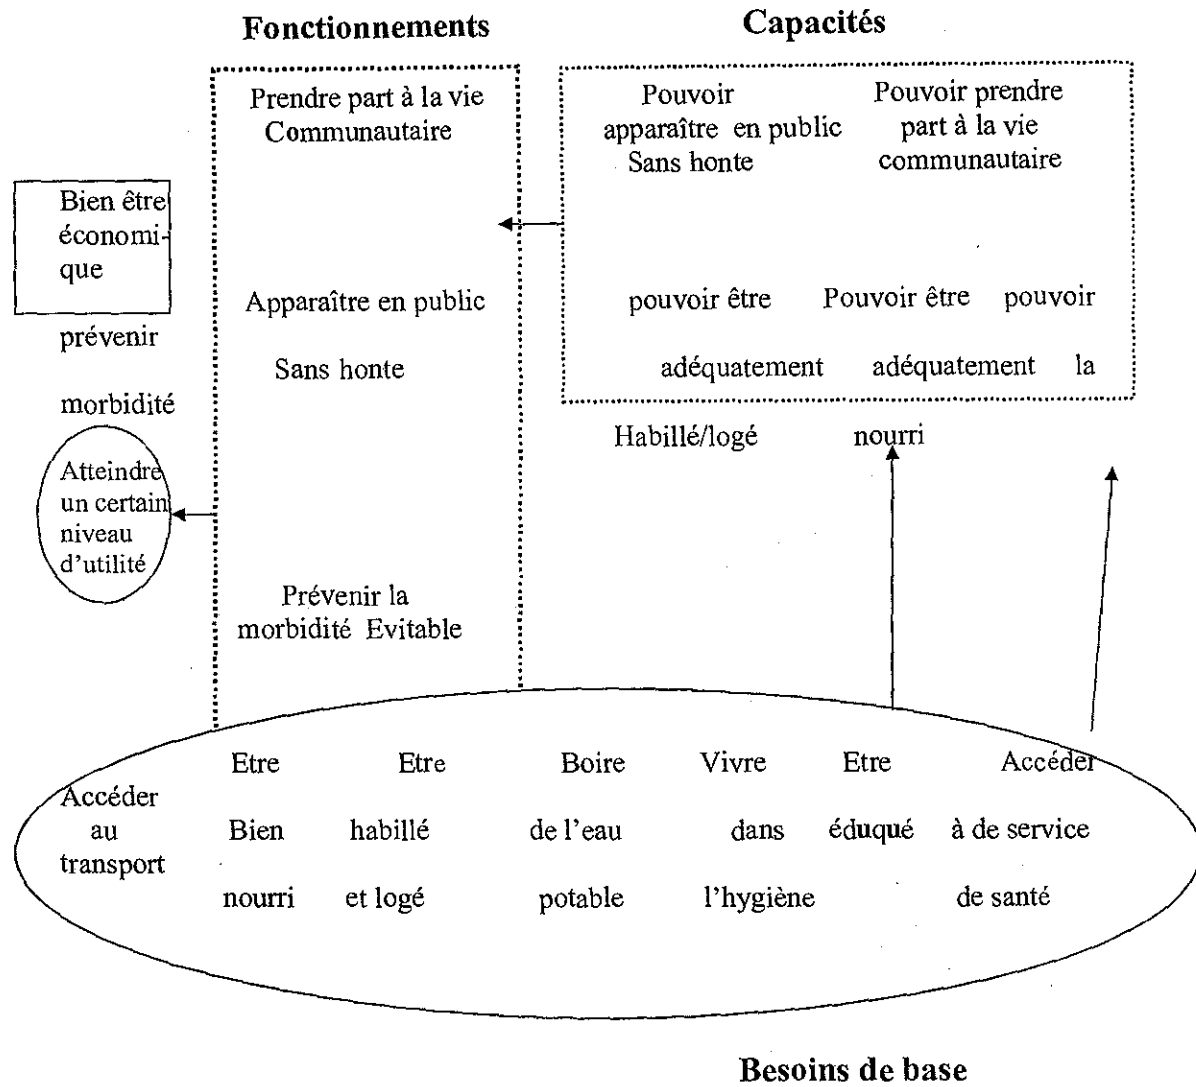 Fonctionnements
Capacités
Prendre part à la vie
Communautaire
Pouvoir
apparaître en public
Sans honte
Pouvoir prendre
part à la vie
communautaire
Bien être
économi-
que
Apparaître en public
pouvoir être Pouvoir être pouvoir
prévenir
Sans honte
adéquatement adéquatement la
morbidité
Habillé/logé nourri
Atteindre
un certain
niveau
d'utilité
Prévenir la
morbidité Evitable
Etre Etre Boire Vivre Etre Accéder
Accéder
au
transport
Bien habillé de l'eau dans éduqué à de service
nourri et logé potable l'hygiène de santé
Besoins de base